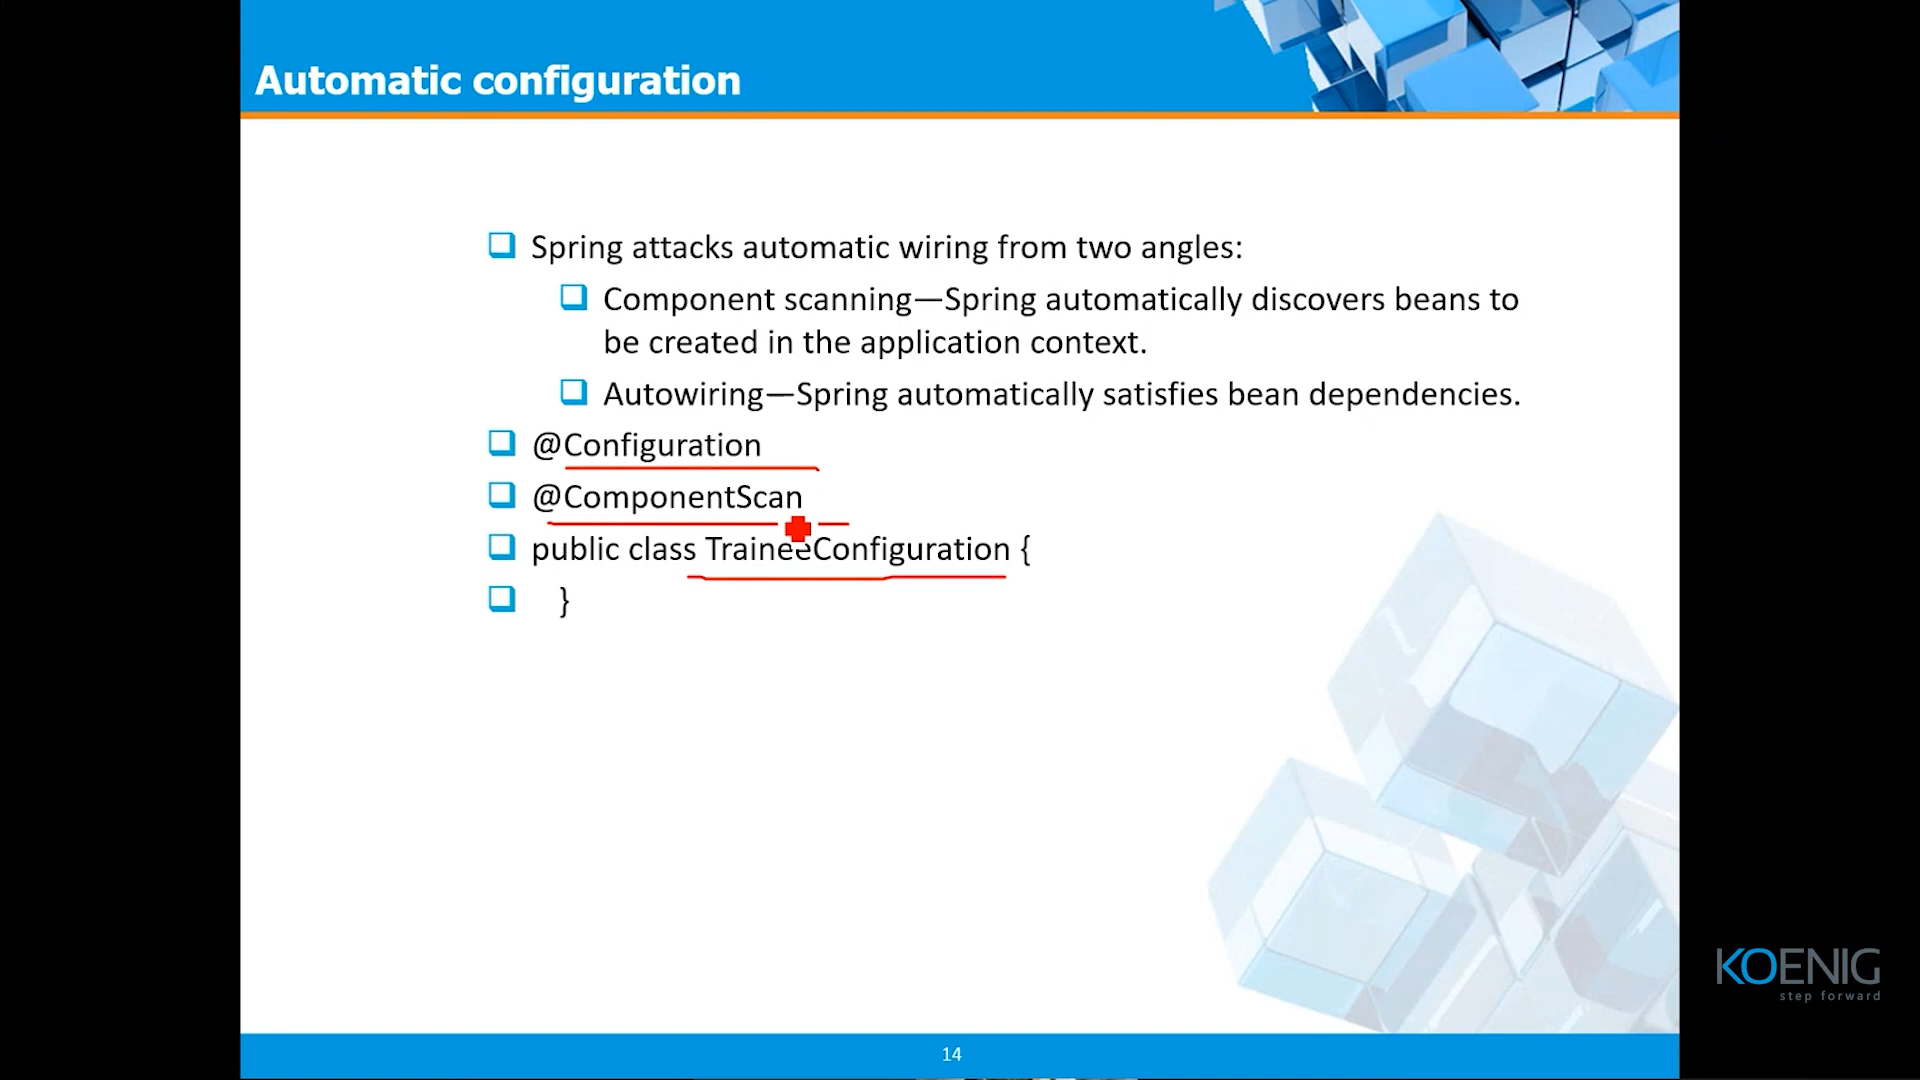 Automatic configuration
Spring attacks automatic wiring from two angles:
Component scanning—Spring automatically discovers beans to
be created in the application context.
Autowiring—Spring automatically satisfies bean dependencies.
@Configuration
@ComponentScan
public class TraineeConfiguration {
}
KOENIG
step forward
14